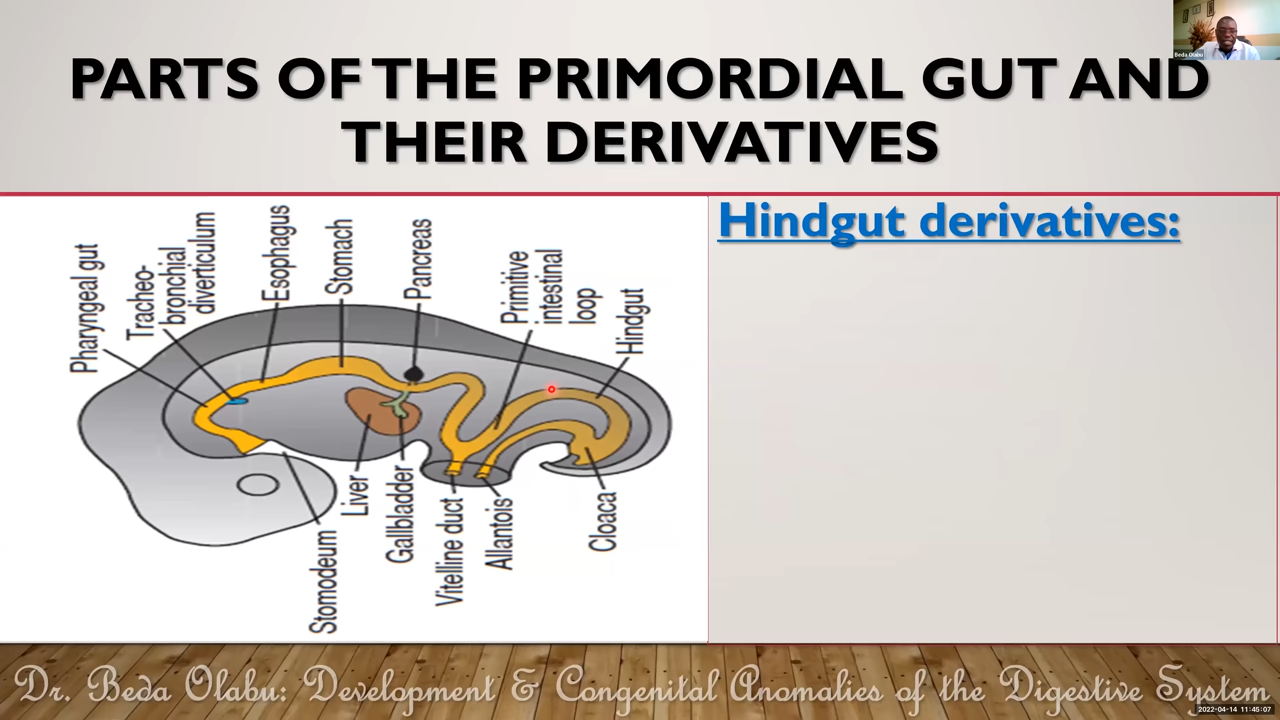 Beda Olabu
PARTS OF THE PRIMORDIAL GUT AND
THEIR DERIVATIVES
Pharyngeal gut
Tracheo-
bronchial
diverticulum
Esophagus
Stomach
Pancreas
Primitive
intestinal
loop
Hindgut
Stomodeum
Liver
Gallbladder
Vitelline duct
Allantois
Cloaca
Hindgut derivatives:
Dr. Beda Olabu: Development & Congenital Anomalies of the Digestive System
2022-04-14 11:45:07